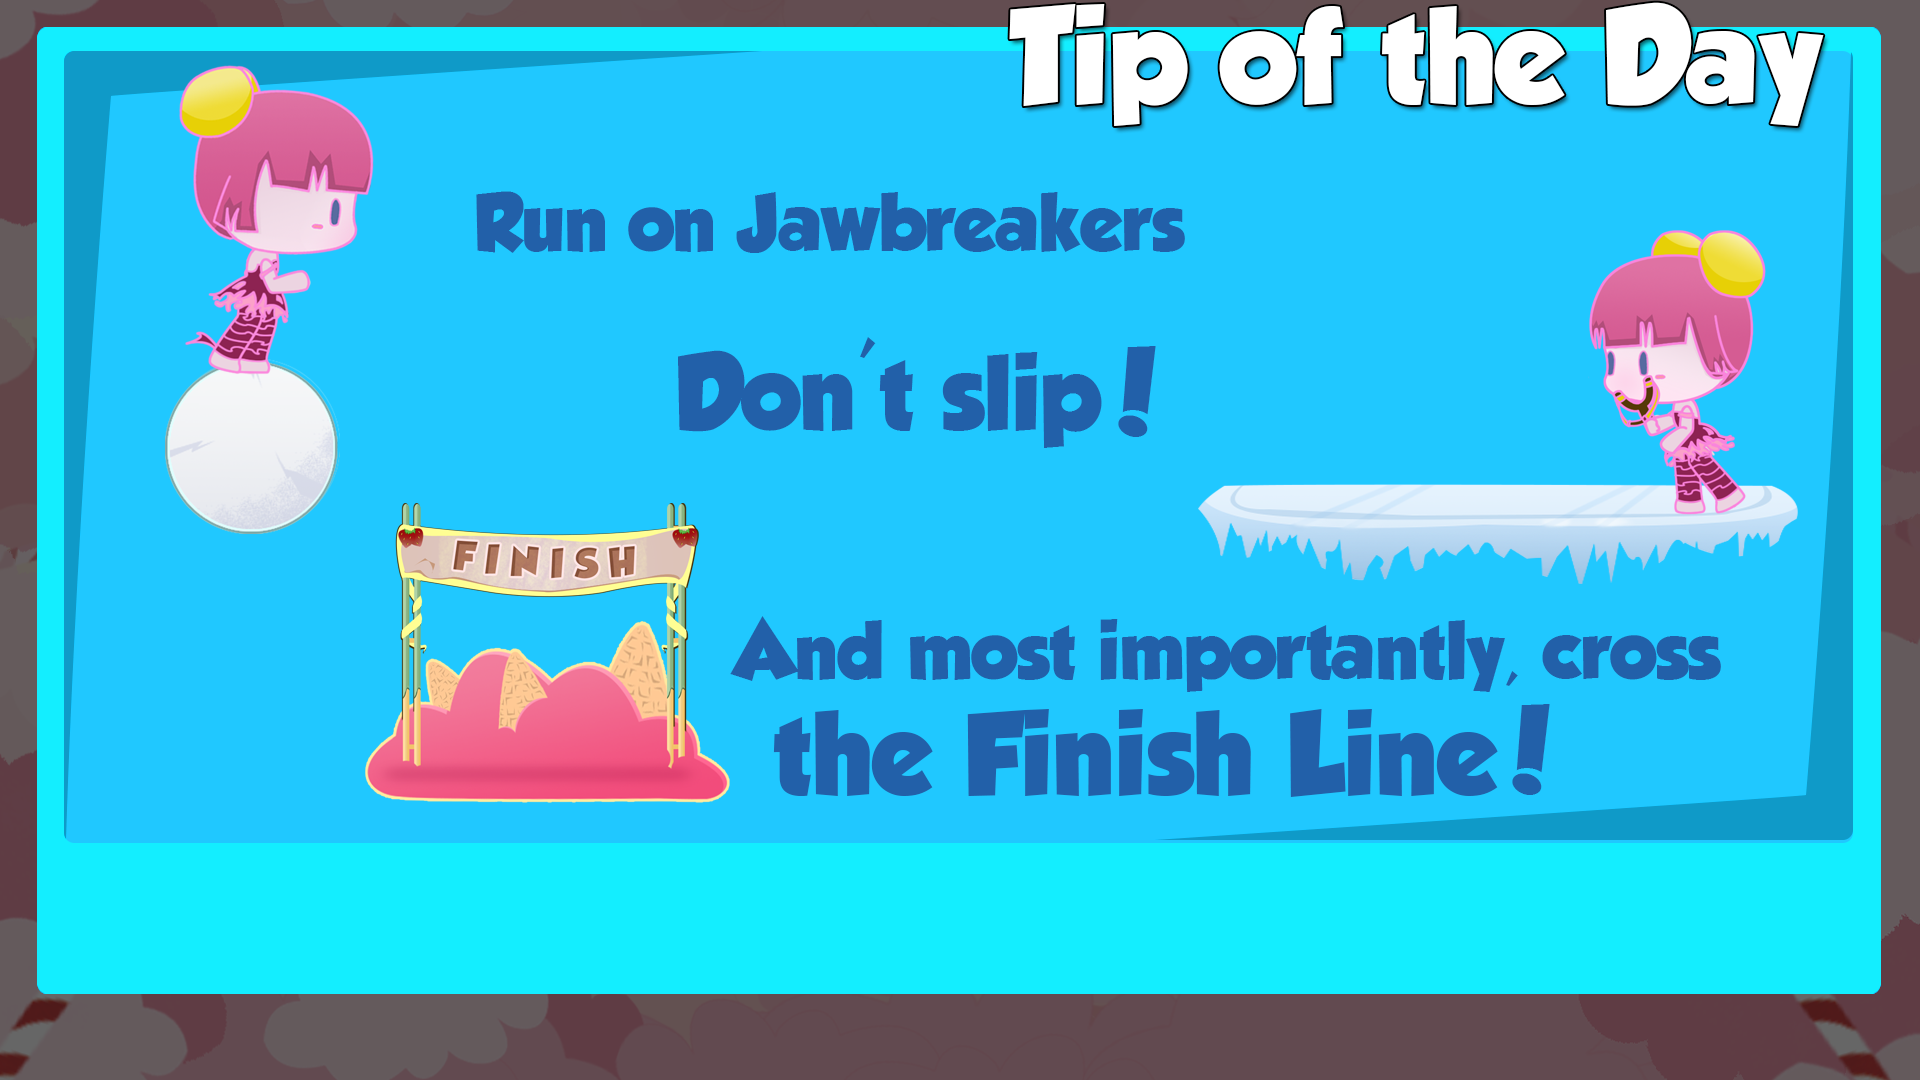 Tip of the Day
Run on Jawbreakers
Don't slip!
FINISH
And most importantly, cross
the Finish Line!